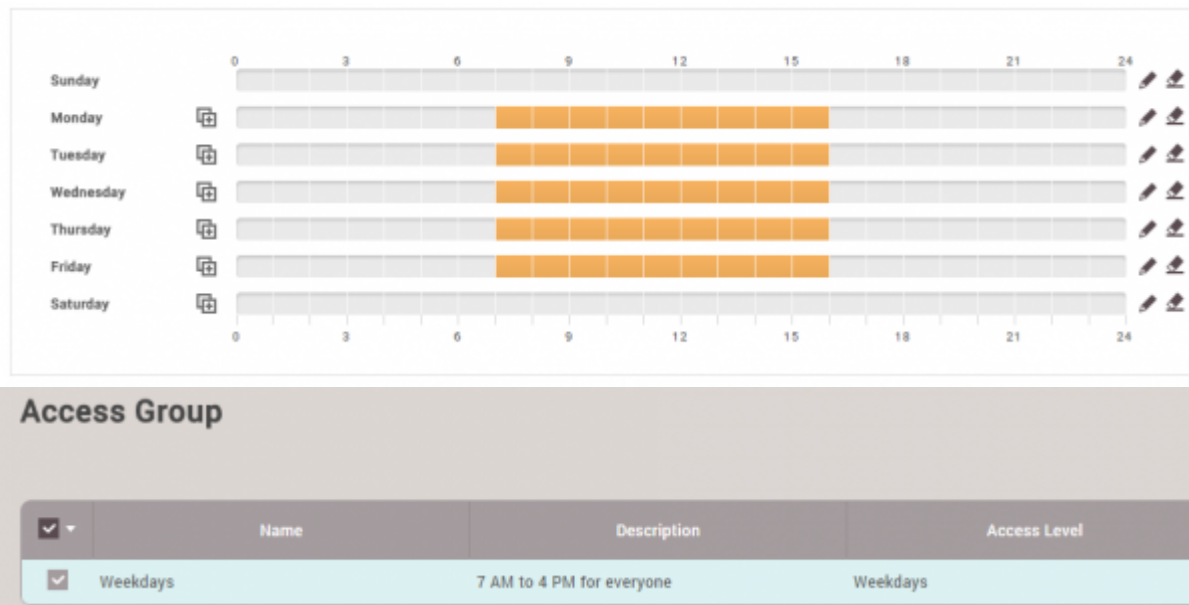 0 3 6 9 12 15 18 21 24
Sunday
Monday
Tuesday
Wednesday
Thursday
Friday
Saturday
0 3 6 9 12 15 18 21 24
Access Group
Name Description Access Level
Weekdays 7 AM to 4 PM for everyone Weekdays